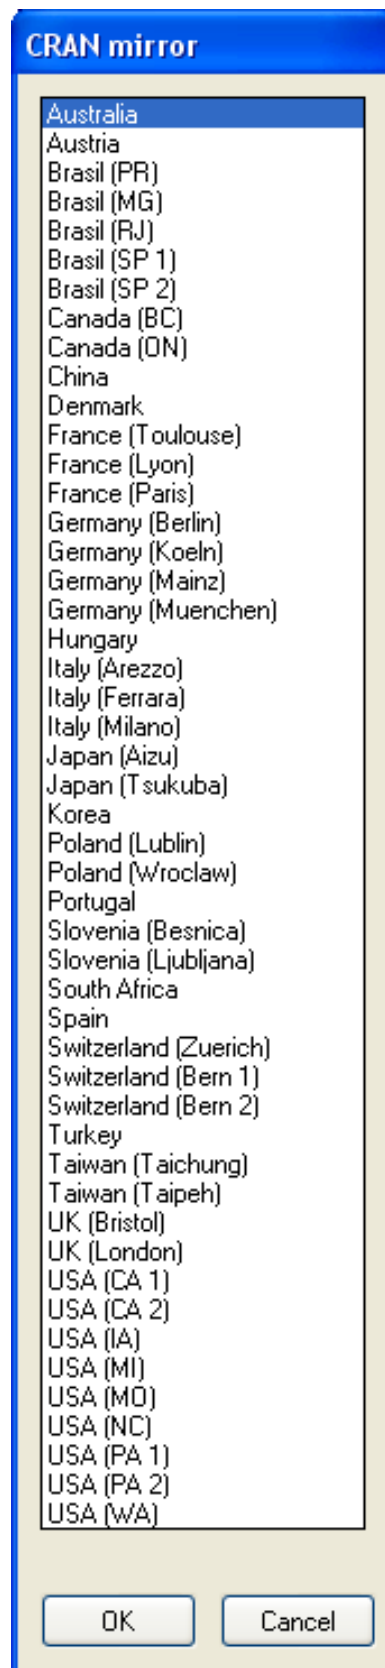 CRAN mirror
Australia
Austria
Brasil (PR)
Brasil (MG)
Brasil (RJ)
Brasil (SP 1)
Brasil (SP 2)
Canada (BC)
Canada (ON)
China
Denmark
France (Toulouse)
France (Lyon)
France (Paris)
Germany (Berlin)
Germany (Koeln)
Germany (Mainz)
Germany (Muenchen)
Hungary
Italy (Arezzo)
Italy (Ferrara)
Italy (Milano)
Japan (Aizu)
Japan (Tsukuba)
Korea
Poland (Lublin)
Poland (Wroclaw)
Portugal
Slovenia (Besnica)
Slovenia (Ljubljana)
South Africa
Spain
Switzerland (Zuerich)
Switzerland (Bern 1)
Switzerland (Bern 2)
Turkey
Taiwan (Taichung)
Taiwan (Taipeh)
UK (Bristol)
UK (London)
USA (CA 1)
USA (CA 2)
USA (IA)
USA (MI)
USA (MO)
USA (NC)
USA (PA 1)
USA (PA 2)
USA (WA)
OK Cancel